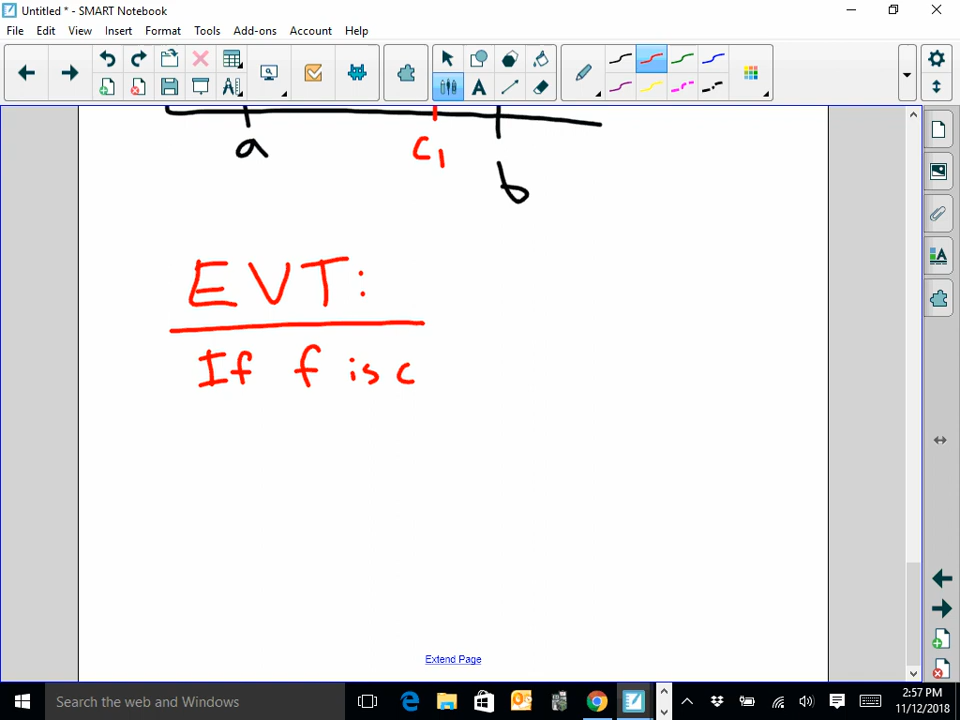 Untitled * - SMART Notebook
File Edit View Insert Format Tools Add-ons Account Help
a
c1
b
EVT:
If f is c
Extend Page
Search the web and Windows
2:57 PM
11/12/2018